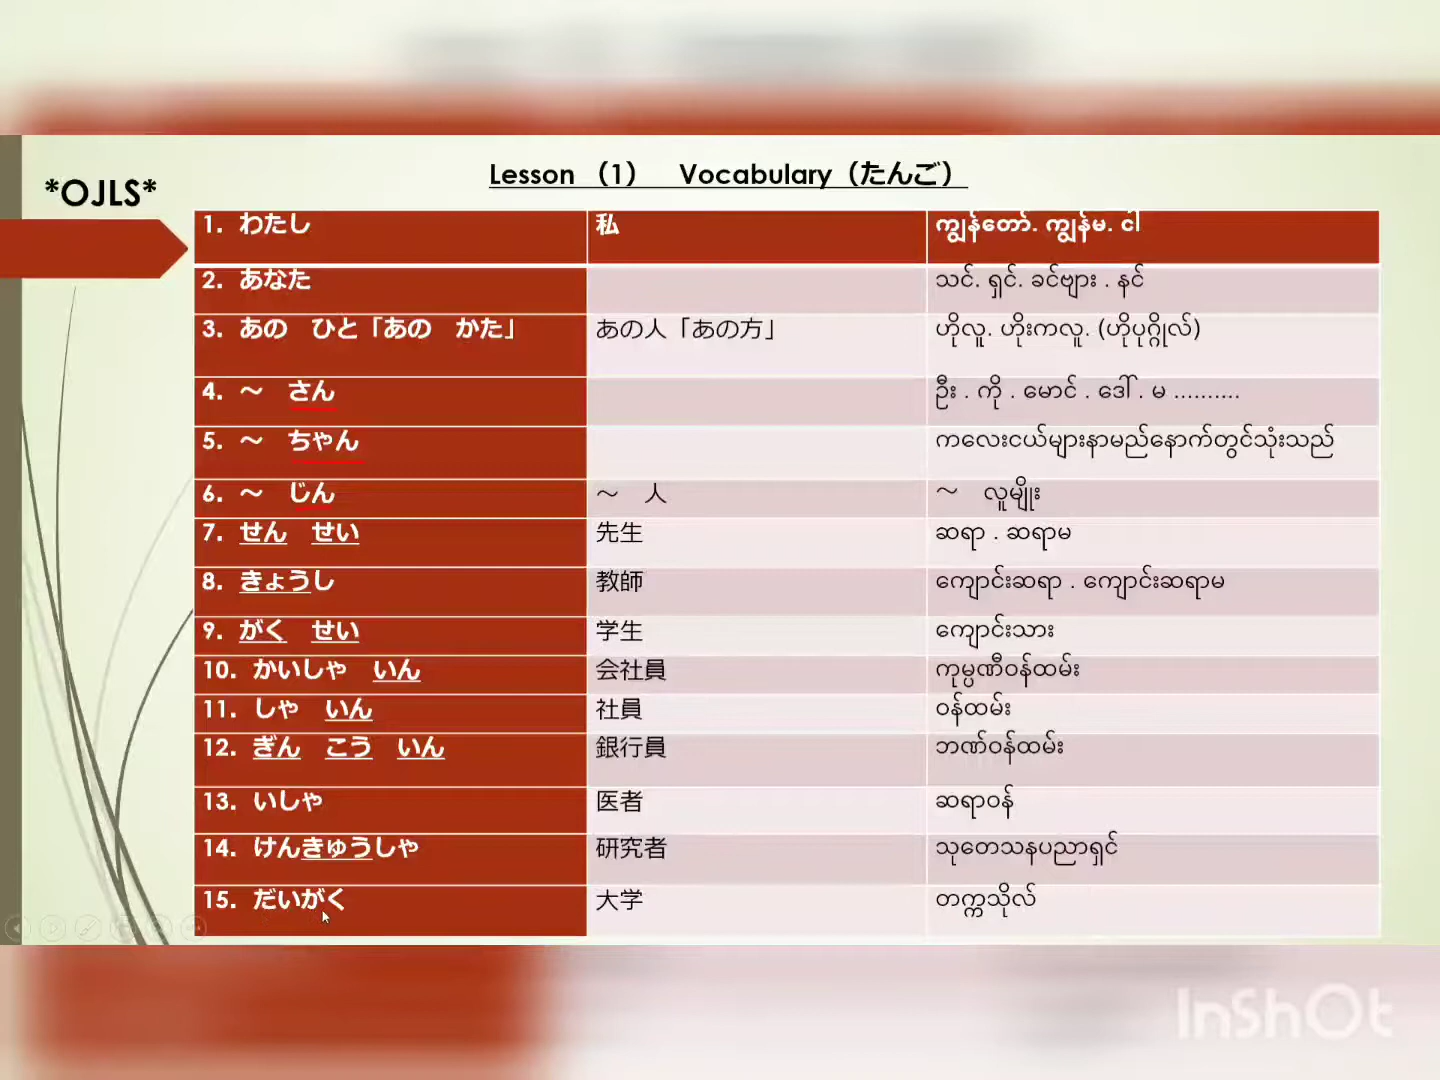 *OJLS*
Lesson （1） Vocabulary（たんご）
1. わたし 私 ကျွန်တော်. ကျွန်မ. ငါ
2. あなた သင်. ရှင်. ခင်ဗျား . နင်
3. あの　ひと「あの　かた」 あの人「あの方」 ဟိုလူ. ဟိုးကလူ. (ဟိုပုဂ္ဂိုလ်)
4. ～　さん ဦး . ကို . မောင် . ဒေါ် . မ ..........
5. ～　ちゃん ကလေးငယ်များနာမည်နောက်တွင်သုံးသည်
6. ～　じん ～　人 ～　လူမျိုး
7. せん　せい 先生 ဆရာ . ဆရာမ
8. きょうし 教師 ကျောင်းဆရာ . ကျောင်းဆရာမ
9. がく　せい 学生 ကျောင်းသား
10. かいしゃ　いん 会社員 ကုမ္ပဏီဝန်ထမ်း
11. しゃ　いん 社員 ဝန်ထမ်း
12. ぎん　こう　いん 銀行員 ဘဏ်ဝန်ထမ်း
13. いしゃ 医者 ဆရာဝန်
14. けんきゅうしゃ 研究者 သုတေသနပညာရှင်
15. だいがく 大学 တက္ကသိုလ်
InShOt